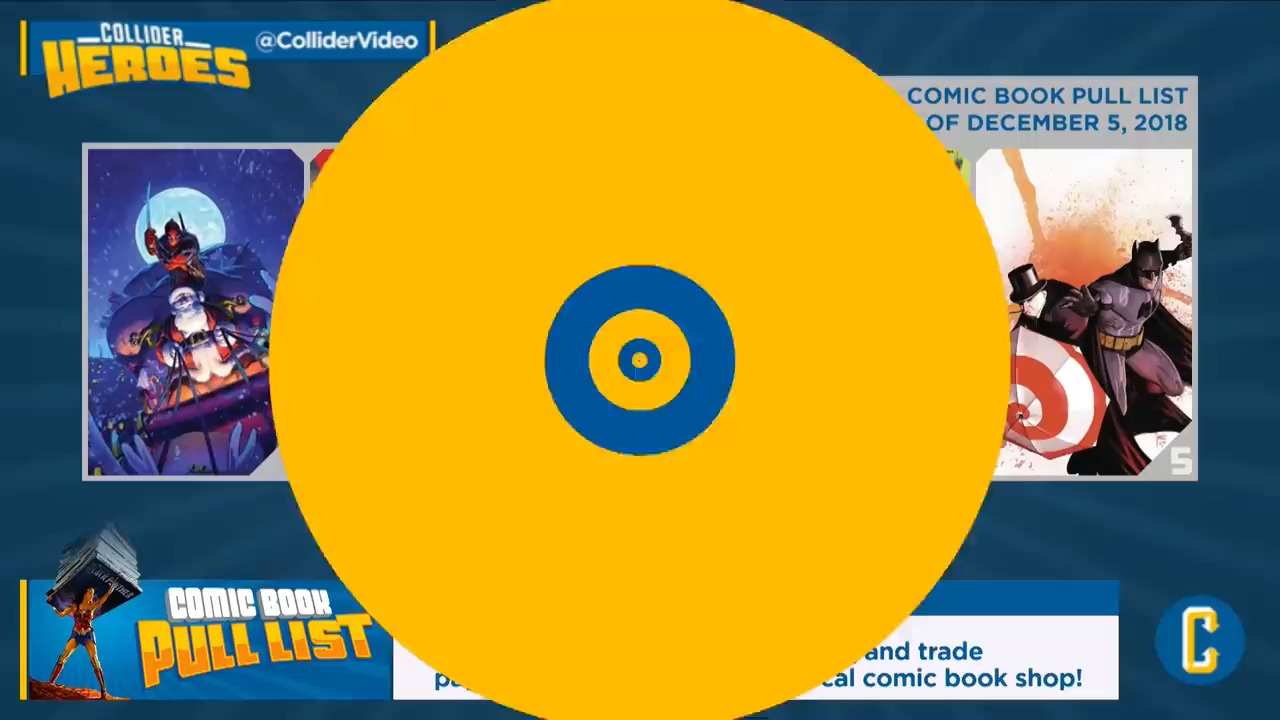 COLLIDER
HEROES
@ColliderVideo
COMIC BOOK PULL LIST
OF DECEMBER 5, 2018
5
COMIC BOOK
PULL LIST
and trade
comic book shop!